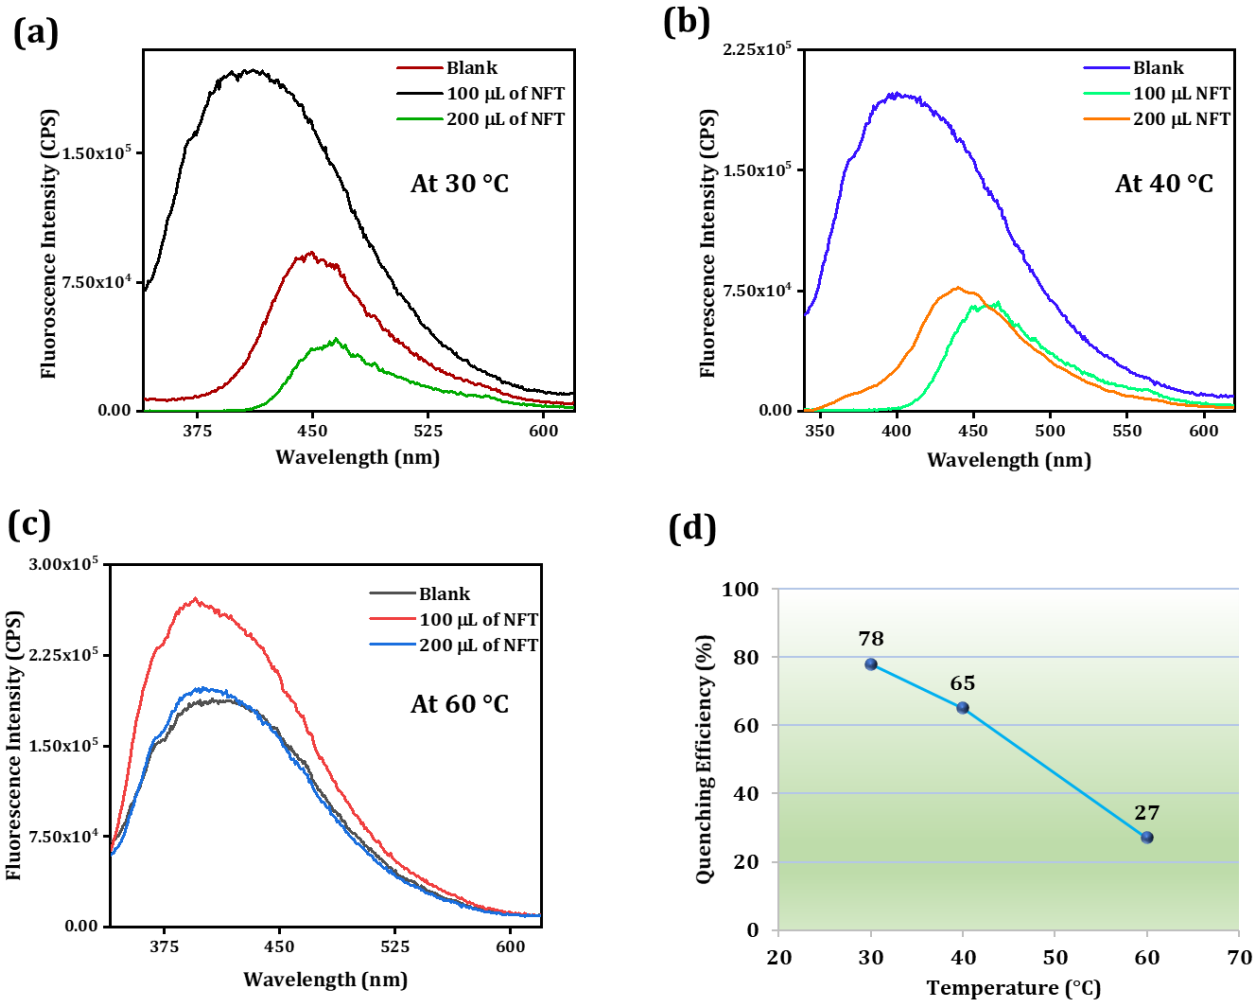 (a)
Fluoroscence Intensity (CPS)
1.50x10⁵
7.50x10⁴
0.00
Blank
100 µL of NFT
200 µL of NFT
At 30 °C
375 450 525 600
Wavelength (nm)
(b)
Fluorescence Intensity (CPS)
2.25x10⁵
1.50x10⁵
7.50x10⁴
0.00
Blank
100 µL NFT
200 µL NFT
At 40 °C
350 400 450 500 550 600
Wavelength (nm)
(c)
Fluorescence Intensity (CPS)
3.00x10⁵
2.25x10⁵
1.50x10⁵
7.50x10⁴
0.00
Blank
100 µL of NFT
200 µL of NFT
At 60 °C
375 450 525 600
Wavelength (nm)
(d)
Quenching Efficiency (%)
100
80
60
40
20
0
78
65
27
20 30 40 50 60 70
Temperature (°C)